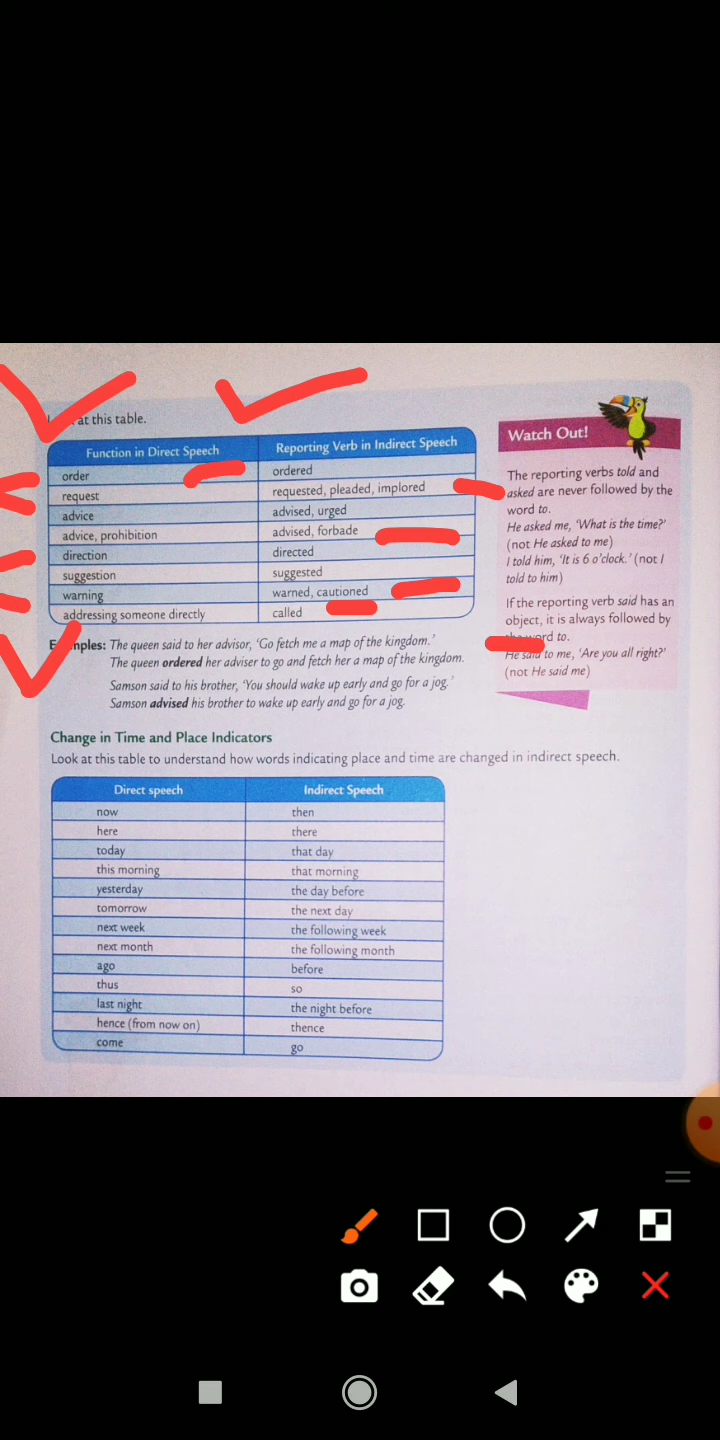 at this table.
Function in Direct Speech Reporting Verb in Indirect Speech
order ordered
request requested, pleaded, implored
advice advised, urged
advice, prohibition advised, forbade
direction directed
suggestion suggested
warning warned, cautioned
addressing someone directly called
Examples: The queen said to her advisor, ‘Go fetch me a map of the kingdom.’
The queen ordered her adviser to go and fetch her a map of the kingdom.
Samson said to his brother, ‘You should wake up early and go for a jog.’
Samson advised his brother to wake up early and go for a jog.
Watch Out!
The reporting verbs told and
asked are never followed by the
word to.
He asked me, ‘What is the time?’
(not He asked to me)
I told him, ‘It is 6 o’clock.’ (not I
told to him)
If the reporting verb said has an
object, it is always followed by
the word to.
He said to me, ‘Are you all right?’
(not He said me)
Change in Time and Place Indicators
Look at this table to understand how words indicating place and time are changed in indirect speech.
Direct speech Indirect Speech
now then
here there
today that day
this morning that morning
yesterday the day before
tomorrow the next day
next week the following week
next month the following month
ago before
thus so
last night the night before
hence (from now on) thence
come go